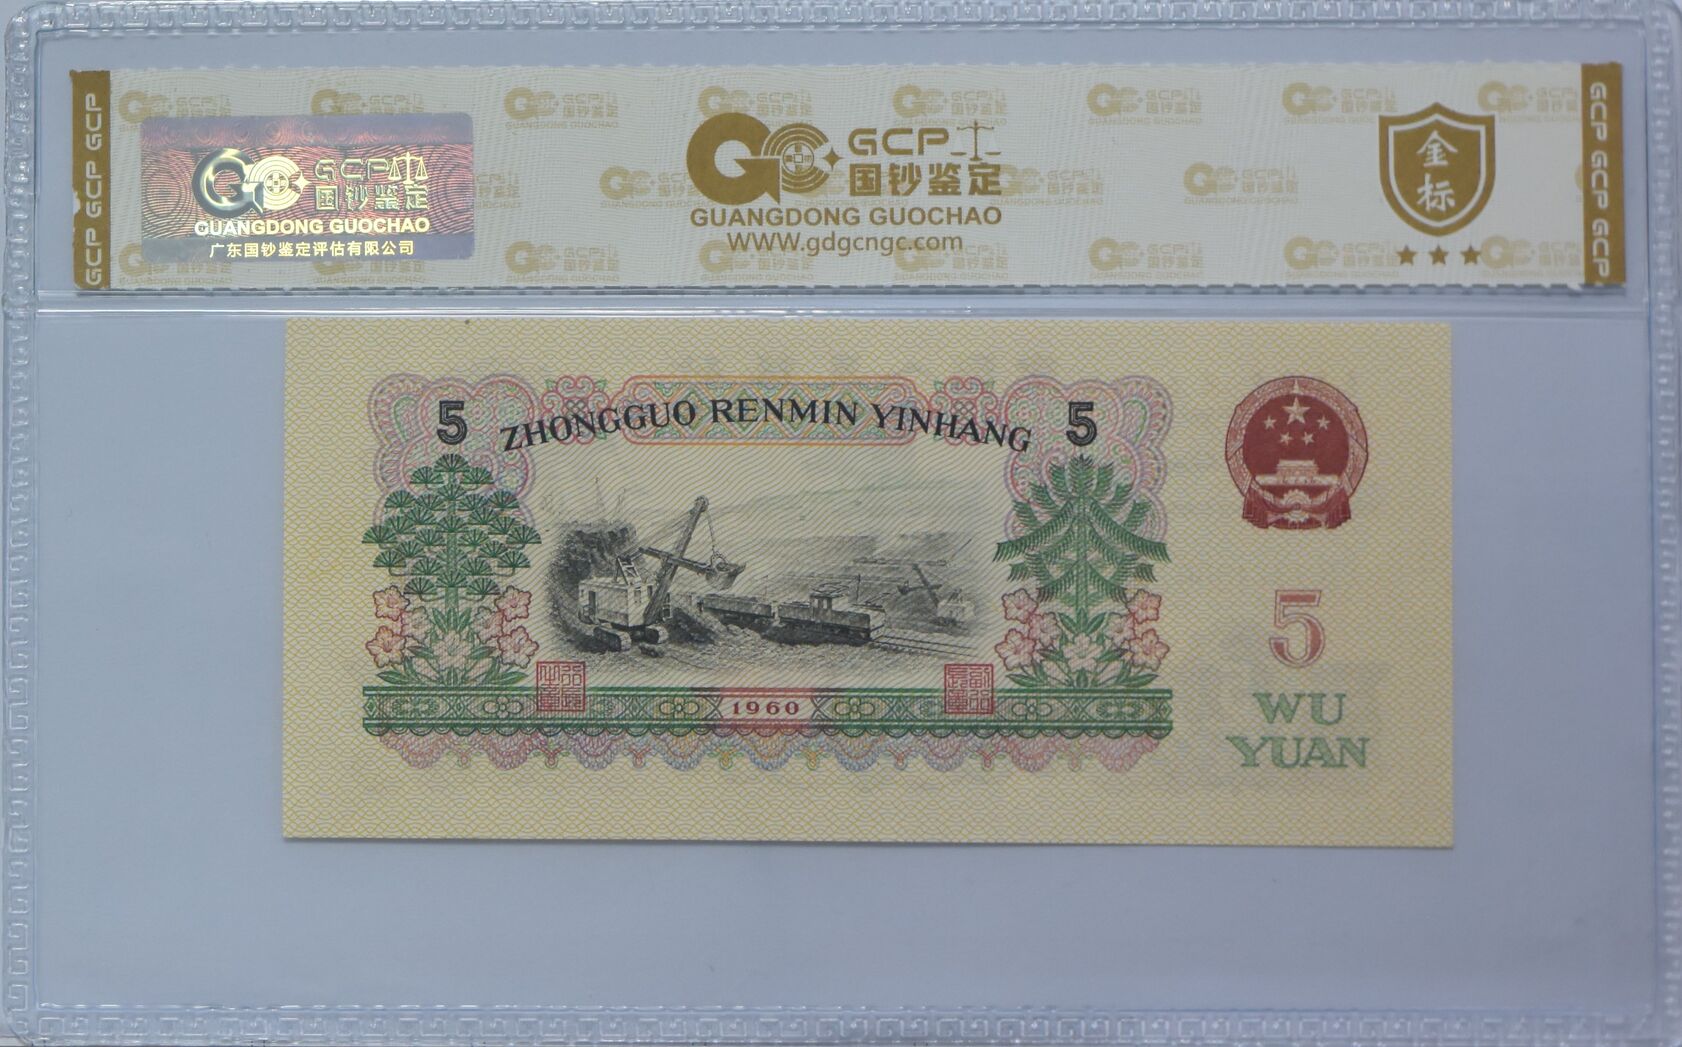 GCP GCP GCP
GCP
国钞鉴定
GUANGDONG GUOCHAO
广东国钞鉴定评估有限公司
GCP
国钞鉴定
GUANGDONG GUOCHAO
WWW.gdgcngc.com
金
标
GCP GCP GCP
5 ZHONGGUO RENMIN YINHANG 5
1960
5
WU
YUAN